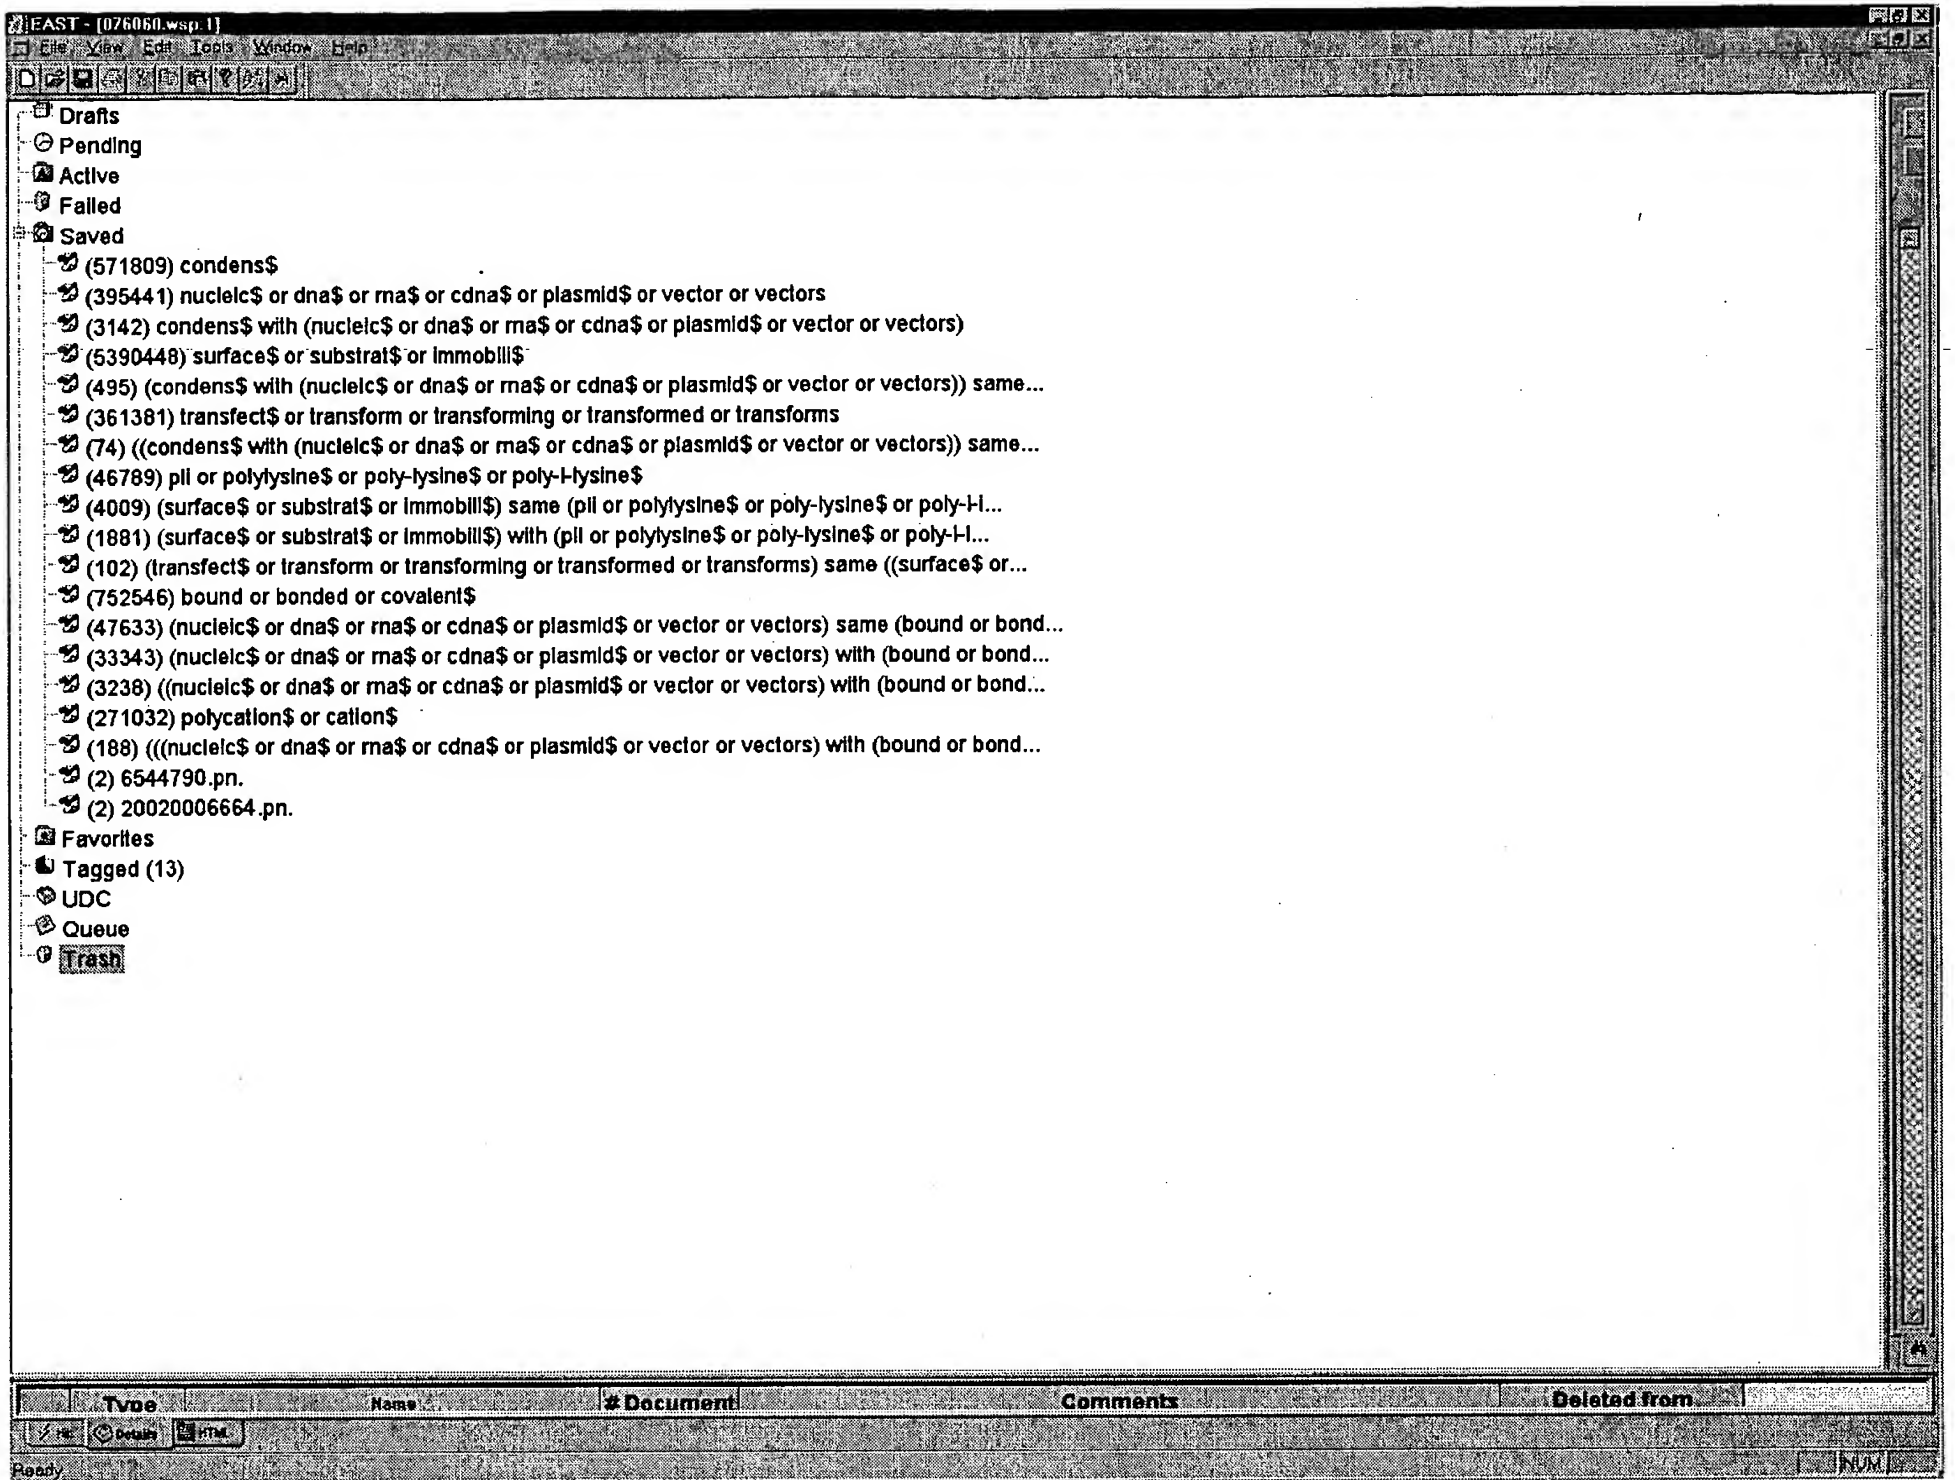 EAST - [076060.wsp:1]
File View Edit Tools Window Help
Drafts
Pending
Active
Failed
Saved
(571809) condens$
(395441) nucleic$ or dna$ or rna$ or cdna$ or plasmid$ or vector or vectors
(3142) condens$ with (nucleic$ or dna$ or rna$ or cdna$ or plasmid$ or vector or vectors)
(5390448) surface$ or substrat$ or immobili$
(495) (condens$ with (nucleic$ or dna$ or rna$ or cdna$ or plasmid$ or vector or vectors)) same...
(361381) transfect$ or transform or transforming or transformed or transforms
(74) ((condens$ with (nucleic$ or dna$ or rna$ or cdna$ or plasmid$ or vector or vectors)) same...
(46789) pll or polylysine$ or poly-lysine$ or poly-l-lysine$
(4009) (surface$ or substrat$ or immobili$) same (pll or polylysine$ or poly-lysine$ or poly-l-l...
(1881) (surface$ or substrat$ or immobili$) with (pll or polylysine$ or poly-lysine$ or poly-l-l...
(102) (transfect$ or transform or transforming or transformed or transforms) same ((surface$ or...
(752546) bound or bonded or covalent$
(47633) (nucleic$ or dna$ or rna$ or cdna$ or plasmid$ or vector or vectors) same (bound or bond...
(33343) (nucleic$ or dna$ or rna$ or cdna$ or plasmid$ or vector or vectors) with (bound or bond...
(3238) ((nucleic$ or dna$ or rna$ or cdna$ or plasmid$ or vector or vectors) with (bound or bond...
(271032) polycation$ or cation$
(188) (((nucleic$ or dna$ or rna$ or cdna$ or plasmid$ or vector or vectors) with (bound or bond...
(2) 6544790.pn.
(2) 20020006664.pn.
Favorites
Tagged (13)
UDC
Queue
Trash
Type Name # Document Comments Deleted from
Details HTML
Ready NUM